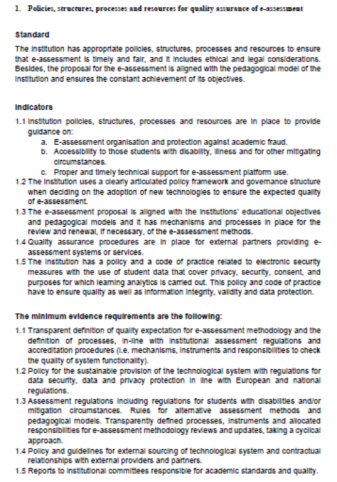 1. Policies, structures, processes and resources for quality assurance of e-assessment
Standard
The institution has appropriate policies, structures, processes and resources to ensure
that e-assessment is timely and fair, and it includes ethical and legal considerations.
Besides, the proposal for the e-assessment is aligned with the pedagogical model of the
institution and ensures the constant achievement of its objectives.
Indicators
1.1 Institution policies, structures, processes and resources are in place to provide
guidance on:
a. E-assessment organisation and protection against academic fraud.
b. Accessibility to those students with disability, illness and for other mitigating
circumstances.
c. Proper and timely technical support for e-assessment platform use.
1.2 The institution uses a clearly articulated policy framework and governance structure
when deciding on the adoption of new technologies to ensure the expected quality
of e-assessment.
1.3 The e-assessment proposal is aligned with the institutions' educational objectives
and pedagogical models and it has mechanisms and processes in place for the
review and renewal, if necessary, of the e-assessment methods.
1.4 Quality assurance procedures are in place for external partners providing e-
assessment systems or services.
1.5 The institution has a policy and a code of practice related to electronic security
measures with the use of student data that cover privacy, security, consent, and
purposes for which learning analytics is carried out. This policy and code of practice
have to ensure quality as well as information integrity, validity and data protection.
The minimum evidence requirements are the following:
1.1 Transparent definition of quality expectation for e-assessment methodology and the
definition of processes, in-line with institutional assessment regulations and
accreditation procedures (i.e. mechanisms, instruments and responsibilities to check
the quality of system functionality).
1.2 Policy for the sustainable provision of the technological system with regulations for
data security, data and privacy protection in line with European and national
regulations.
1.3 Assessment regulations including regulations for students with disabilities and/or
mitigation circumstances. Rules for alternative assessment methods and
pedagogical models. Transparently defined processes, instruments and allocated
responsibilities for e-assessment methodology reviews and updates, taking a cyclical
approach.
1.4 Policy and guidelines for external sourcing of technological system and contractual
relationships with external providers and partners.
1.5 Reports to institutional committees responsible for academic standards and quality.